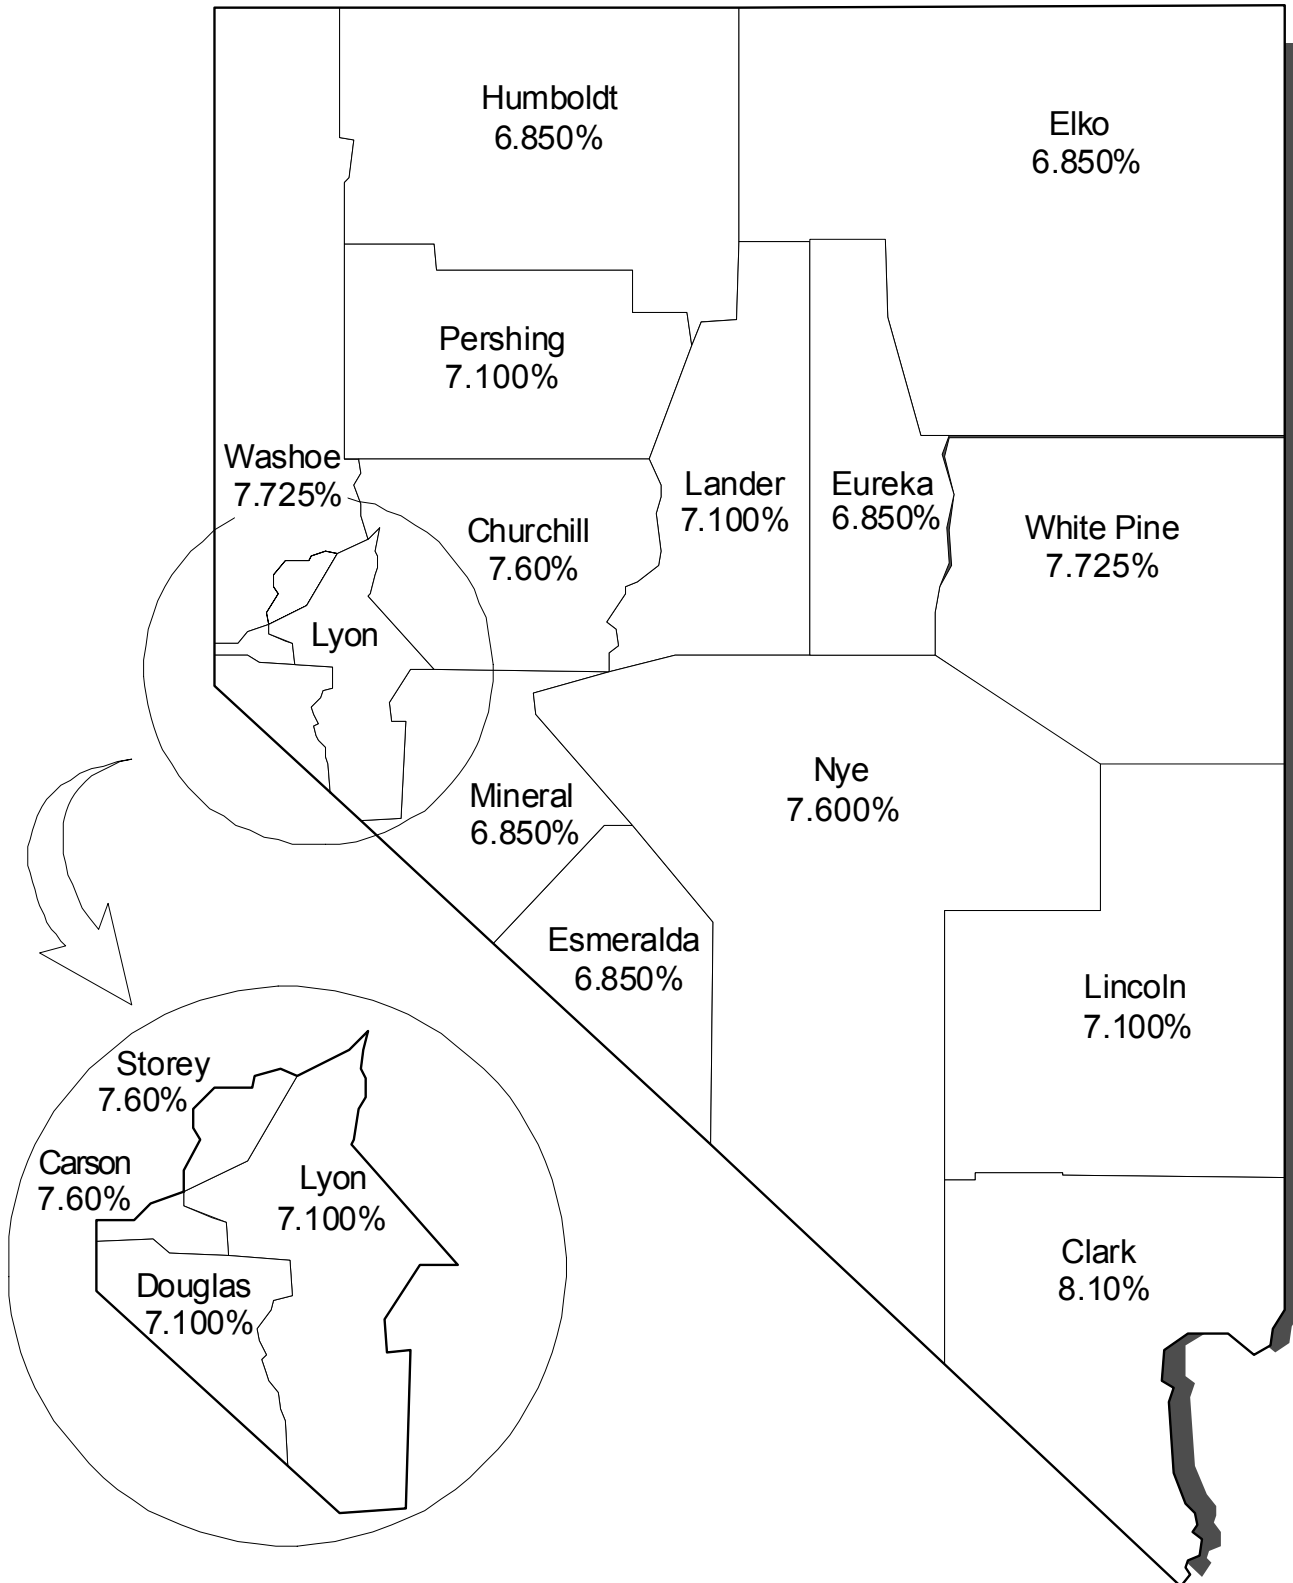 Humboldt
6.850%
Elko
6.850%
Pershing
7.100%
Washoe
7.725%
Lander
7.100%
Eureka
6.850%
Churchill
7.60%
White Pine
7.725%
Lyon
Nye
7.600%
Mineral
6.850%
Esmeralda
6.850%
Lincoln
7.100%
Storey
7.60%
Carson
7.60%
Lyon
7.100%
Douglas
7.100%
Clark
8.10%